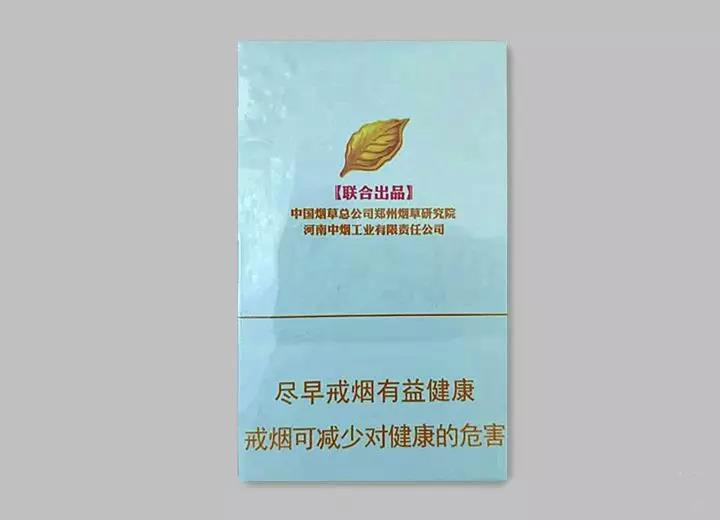 【联合出品】
中国烟草总公司郑州烟草研究院
河南中烟工业有限责任公司
尽早戒烟有益健康
戒烟可减少对健康的危害